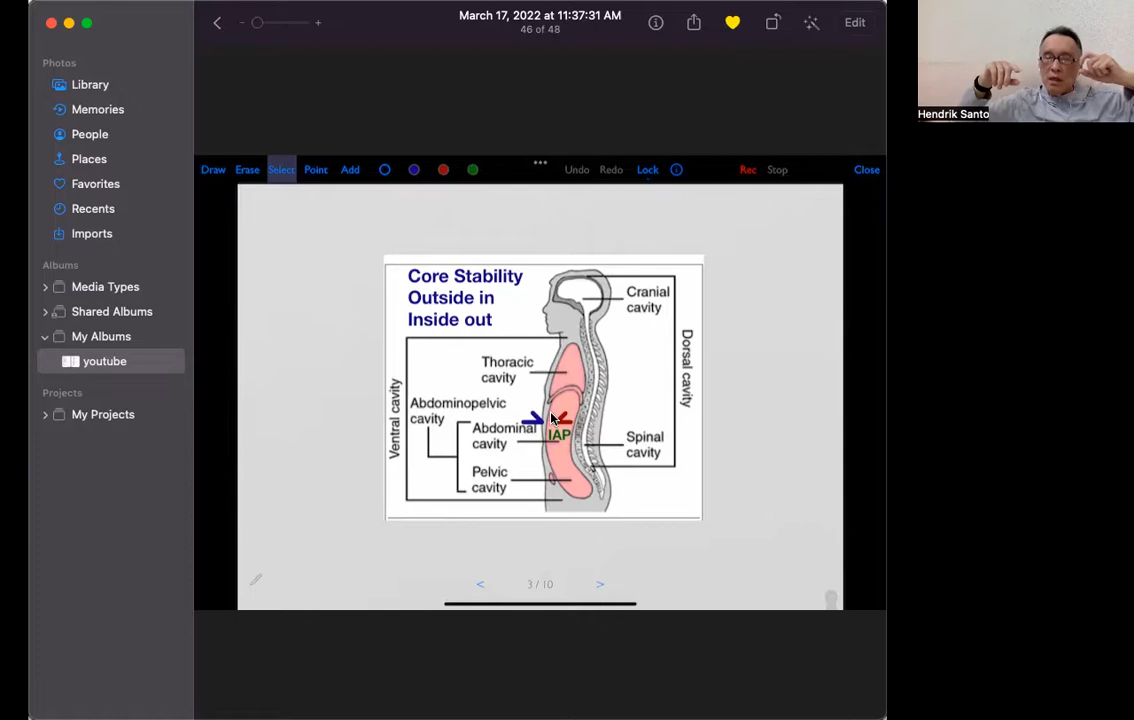 March 17, 2022 at 11:37:31 AM
46 of 48
Edit
Photos
Library
Memories
People
Places
Favorites
Recents
Imports
Albums
Media Types
Shared Albums
My Albums
youtube
Projects
My Projects
Draw Erase Select Point Add Undo Redo Lock Rec Stop Close
Core Stability
Outside in
Inside out
Cranial
cavity
Thoracic
cavity
Abdominopelvic
cavity
Abdominal
cavity
IAP
Pelvic
cavity
Spinal
cavity
Ventral cavity
Dorsal cavity
< 3 / 10 >
Hendrik Santo